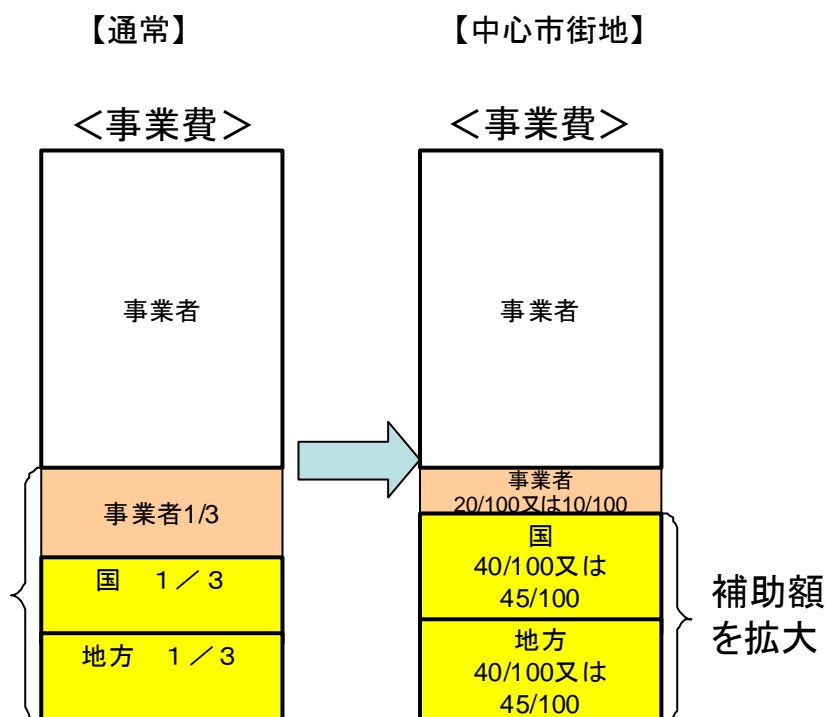 【通常】
＜事業費＞
事業者
事業者1/3
国　１／３
地方　１／３
【中心市街地】
＜事業費＞
事業者
事業者
20/100又は10/100
国
40/100又は
45/100
地方
40/100又は
45/100
補助額
を拡大